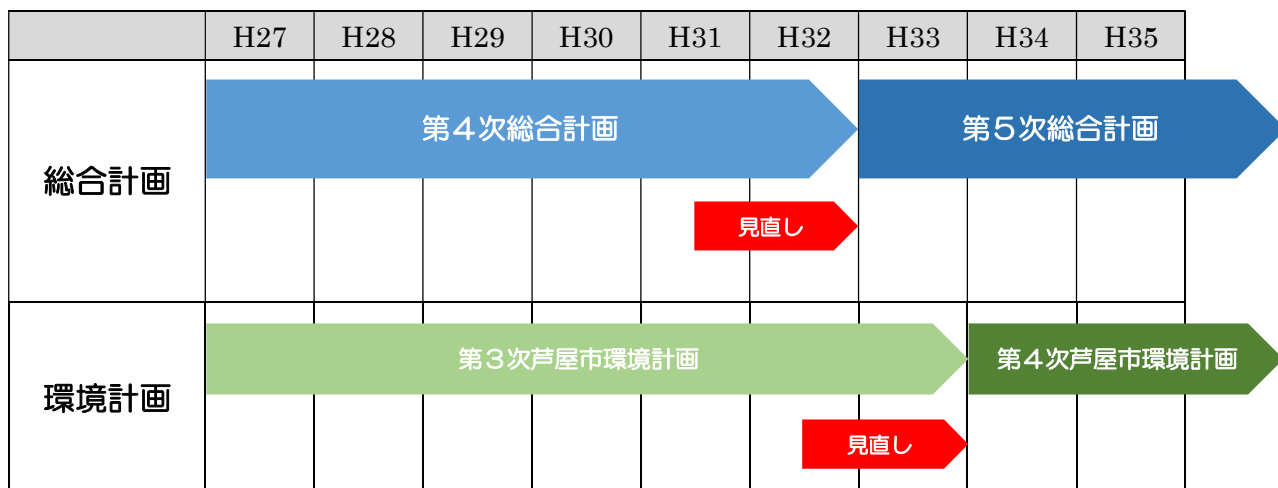 H27 H28 H29 H30 H31 H32 H33 H34 H35
総合計画
第4次総合計画
第5次総合計画
見直し
環境計画
第3次芦屋市環境計画
第4次芦屋市環境計画
見直し